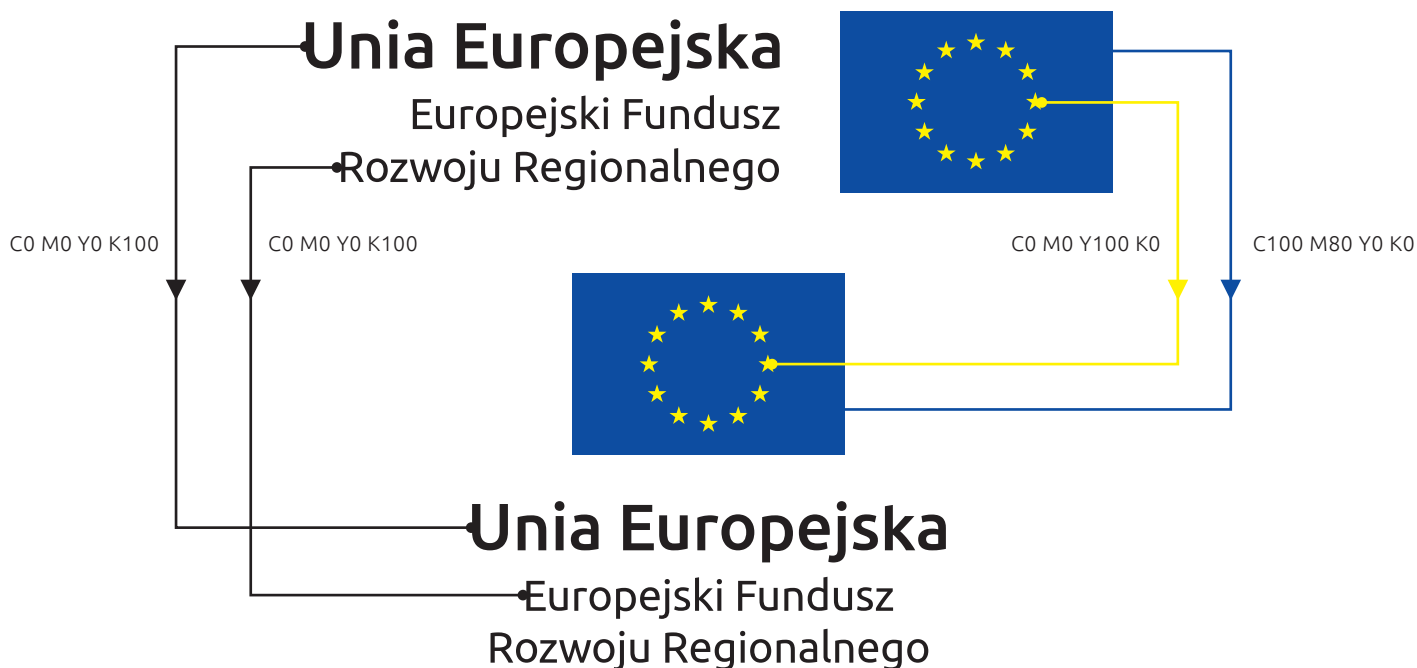 Unia Europejska
Europejski Fundusz
Rozwoju Regionalnego
C0 M0 Y0 K100
C0 M0 Y0 K100
C0 M0 Y100 K0
C100 M80 Y0 K0
Unia Europejska
Europejski Fundusz
Rozwoju Regionalnego